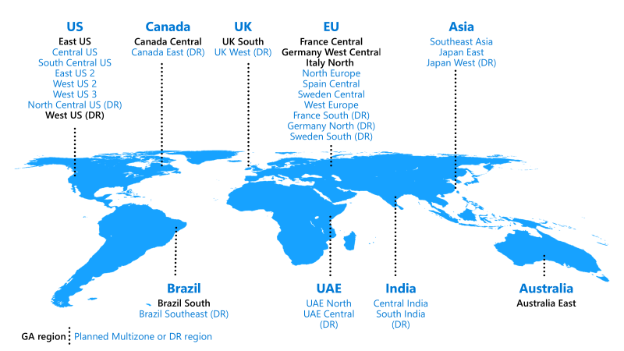 US
East US
Central US
South Central US
East US 2
West US 2
West US 3
North Central US (DR)
West US (DR)
Canada
Canada Central
Canada East (DR)
UK
UK South
UK West (DR)
EU
France Central
Germany West Central
Italy North
North Europe
Spain Central
Sweden Central
West Europe
France South (DR)
Germany North (DR)
Sweden South (DR)
Asia
Southeast Asia
Japan East
Japan West (DR)
Brazil
Brazil South
Brazil Southeast (DR)
UAE
UAE North
UAE Central
(DR)
India
Central India
South India
(DR)
Australia
Australia East
GA region Planned Multizone or DR region